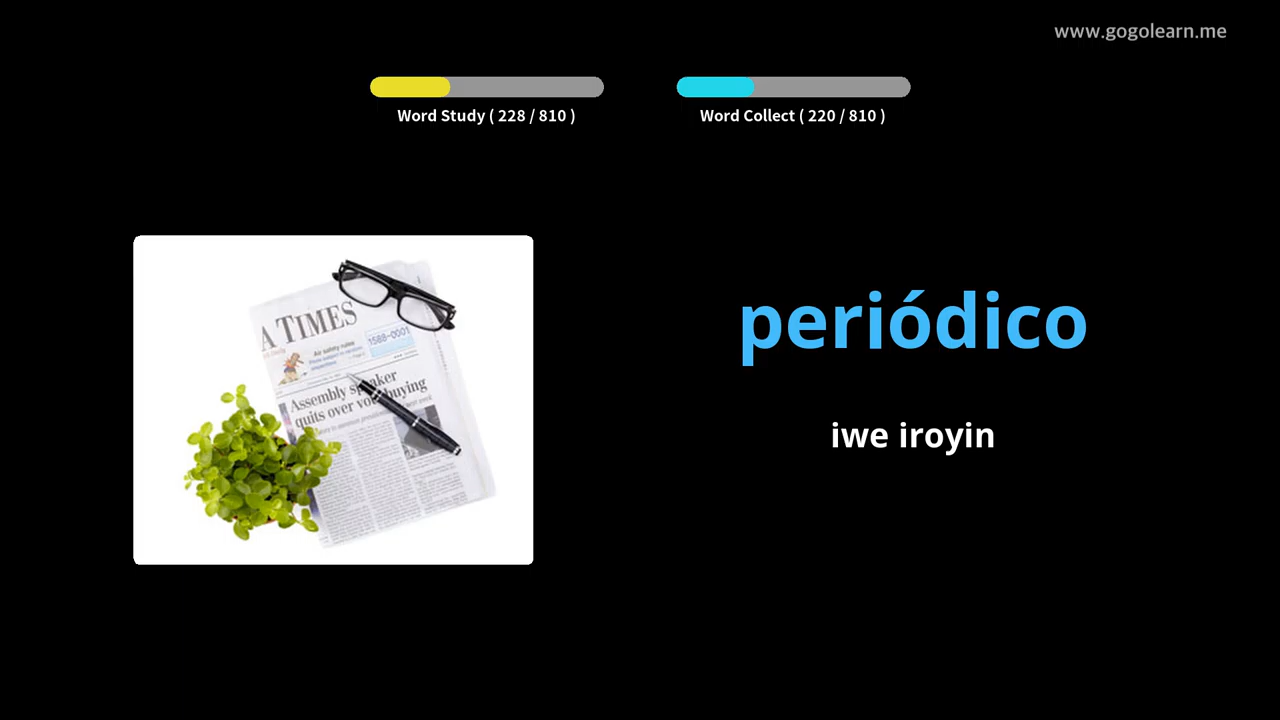 www.gogolearn.me
Word Study ( 228 / 810 )
Word Collect ( 220 / 810 )
A TIMES
Air safety rules
1588-0001
Assembly speaker
quits over vote buying
periódico
iwe iroyin